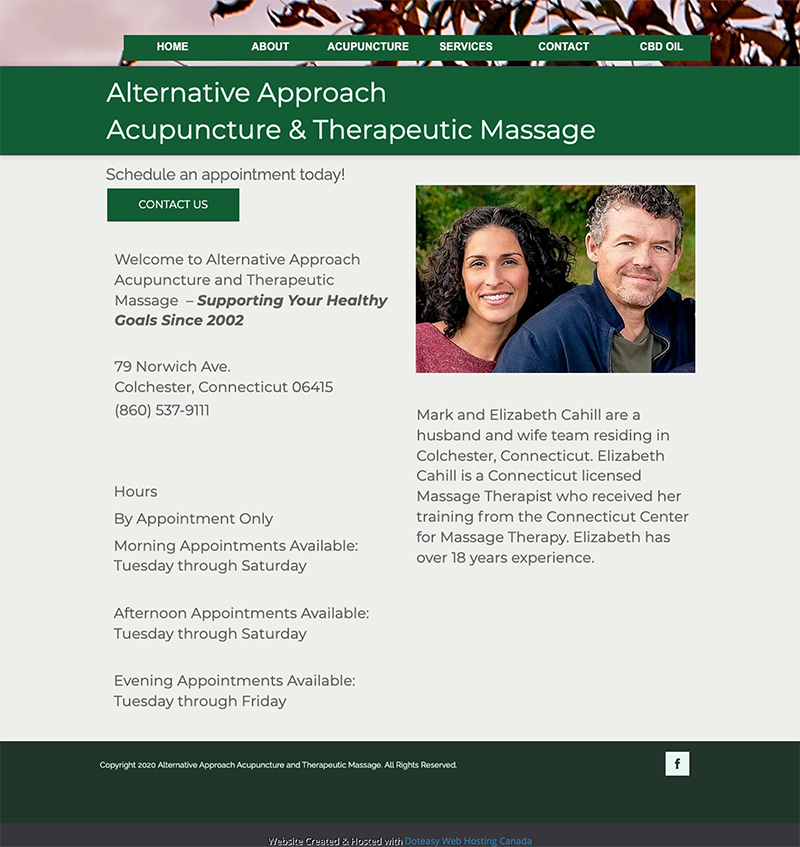 HOME ABOUT ACUPUNCTURE SERVICES CONTACT CBD OIL
Alternative Approach
Acupuncture & Therapeutic Massage
Schedule an appointment today!
CONTACT US
Welcome to Alternative Approach
Acupuncture and Therapeutic
Massage – Supporting Your Healthy
Goals Since 2002
79 Norwich Ave.
Colchester, Connecticut 06415
(860) 537-9111
Hours
By Appointment Only
Morning Appointments Available:
Tuesday through Saturday
Afternoon Appointments Available:
Tuesday through Saturday
Evening Appointments Available:
Tuesday through Friday
Mark and Elizabeth Cahill are a
husband and wife team residing in
Colchester, Connecticut. Elizabeth
Cahill is a Connecticut licensed
Massage Therapist who received her
training from the Connecticut Center
for Massage Therapy. Elizabeth has
over 18 years experience.
Copyright 2020 Alternative Approach Acupuncture and Therapeutic Massage. All Rights Reserved.
f
Website Created & Hosted with Doteasy Web Hosting Canada